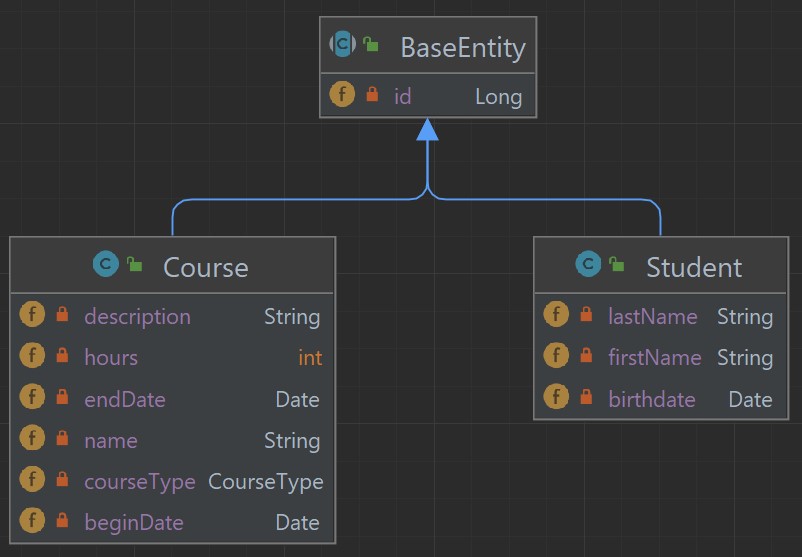 BaseEntity
id Long
Course
description String
hours int
endDate Date
name String
courseType CourseType
beginDate Date
Student
lastName String
firstName String
birthdate Date